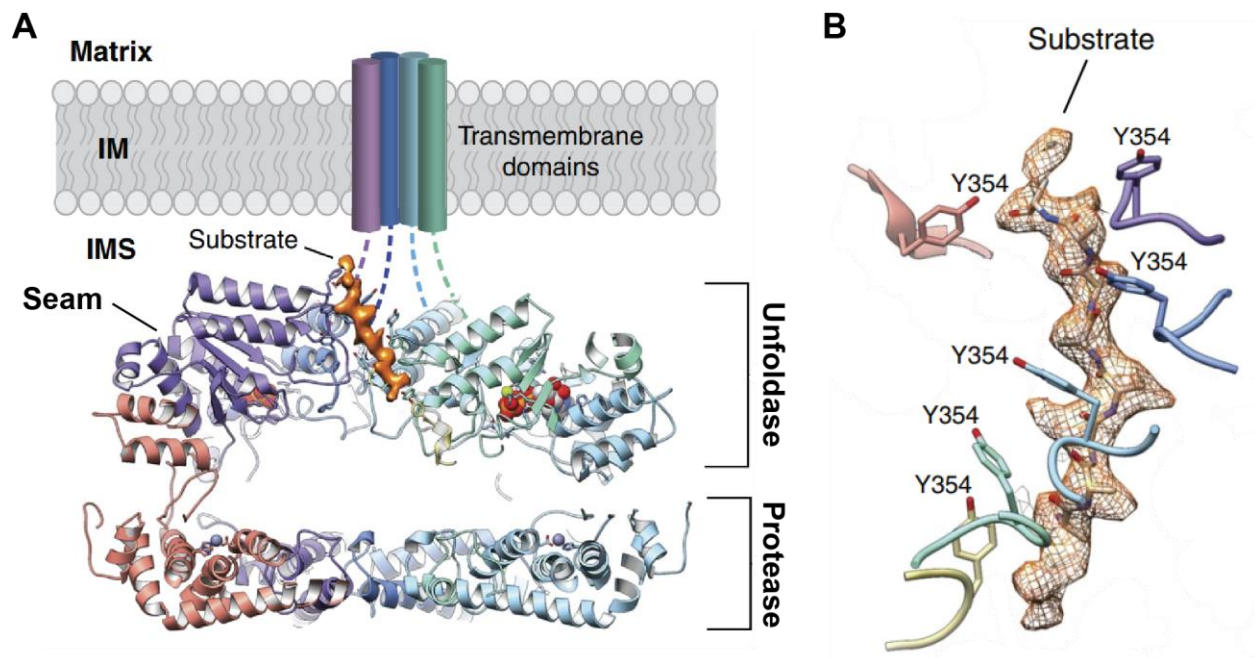 A
Matrix
IM
Transmembrane
domains
IMS
Substrate
Seam
Unfoldase
Protease
B
Substrate
Y354
Y354
Y354
Y354
Y354
Y354